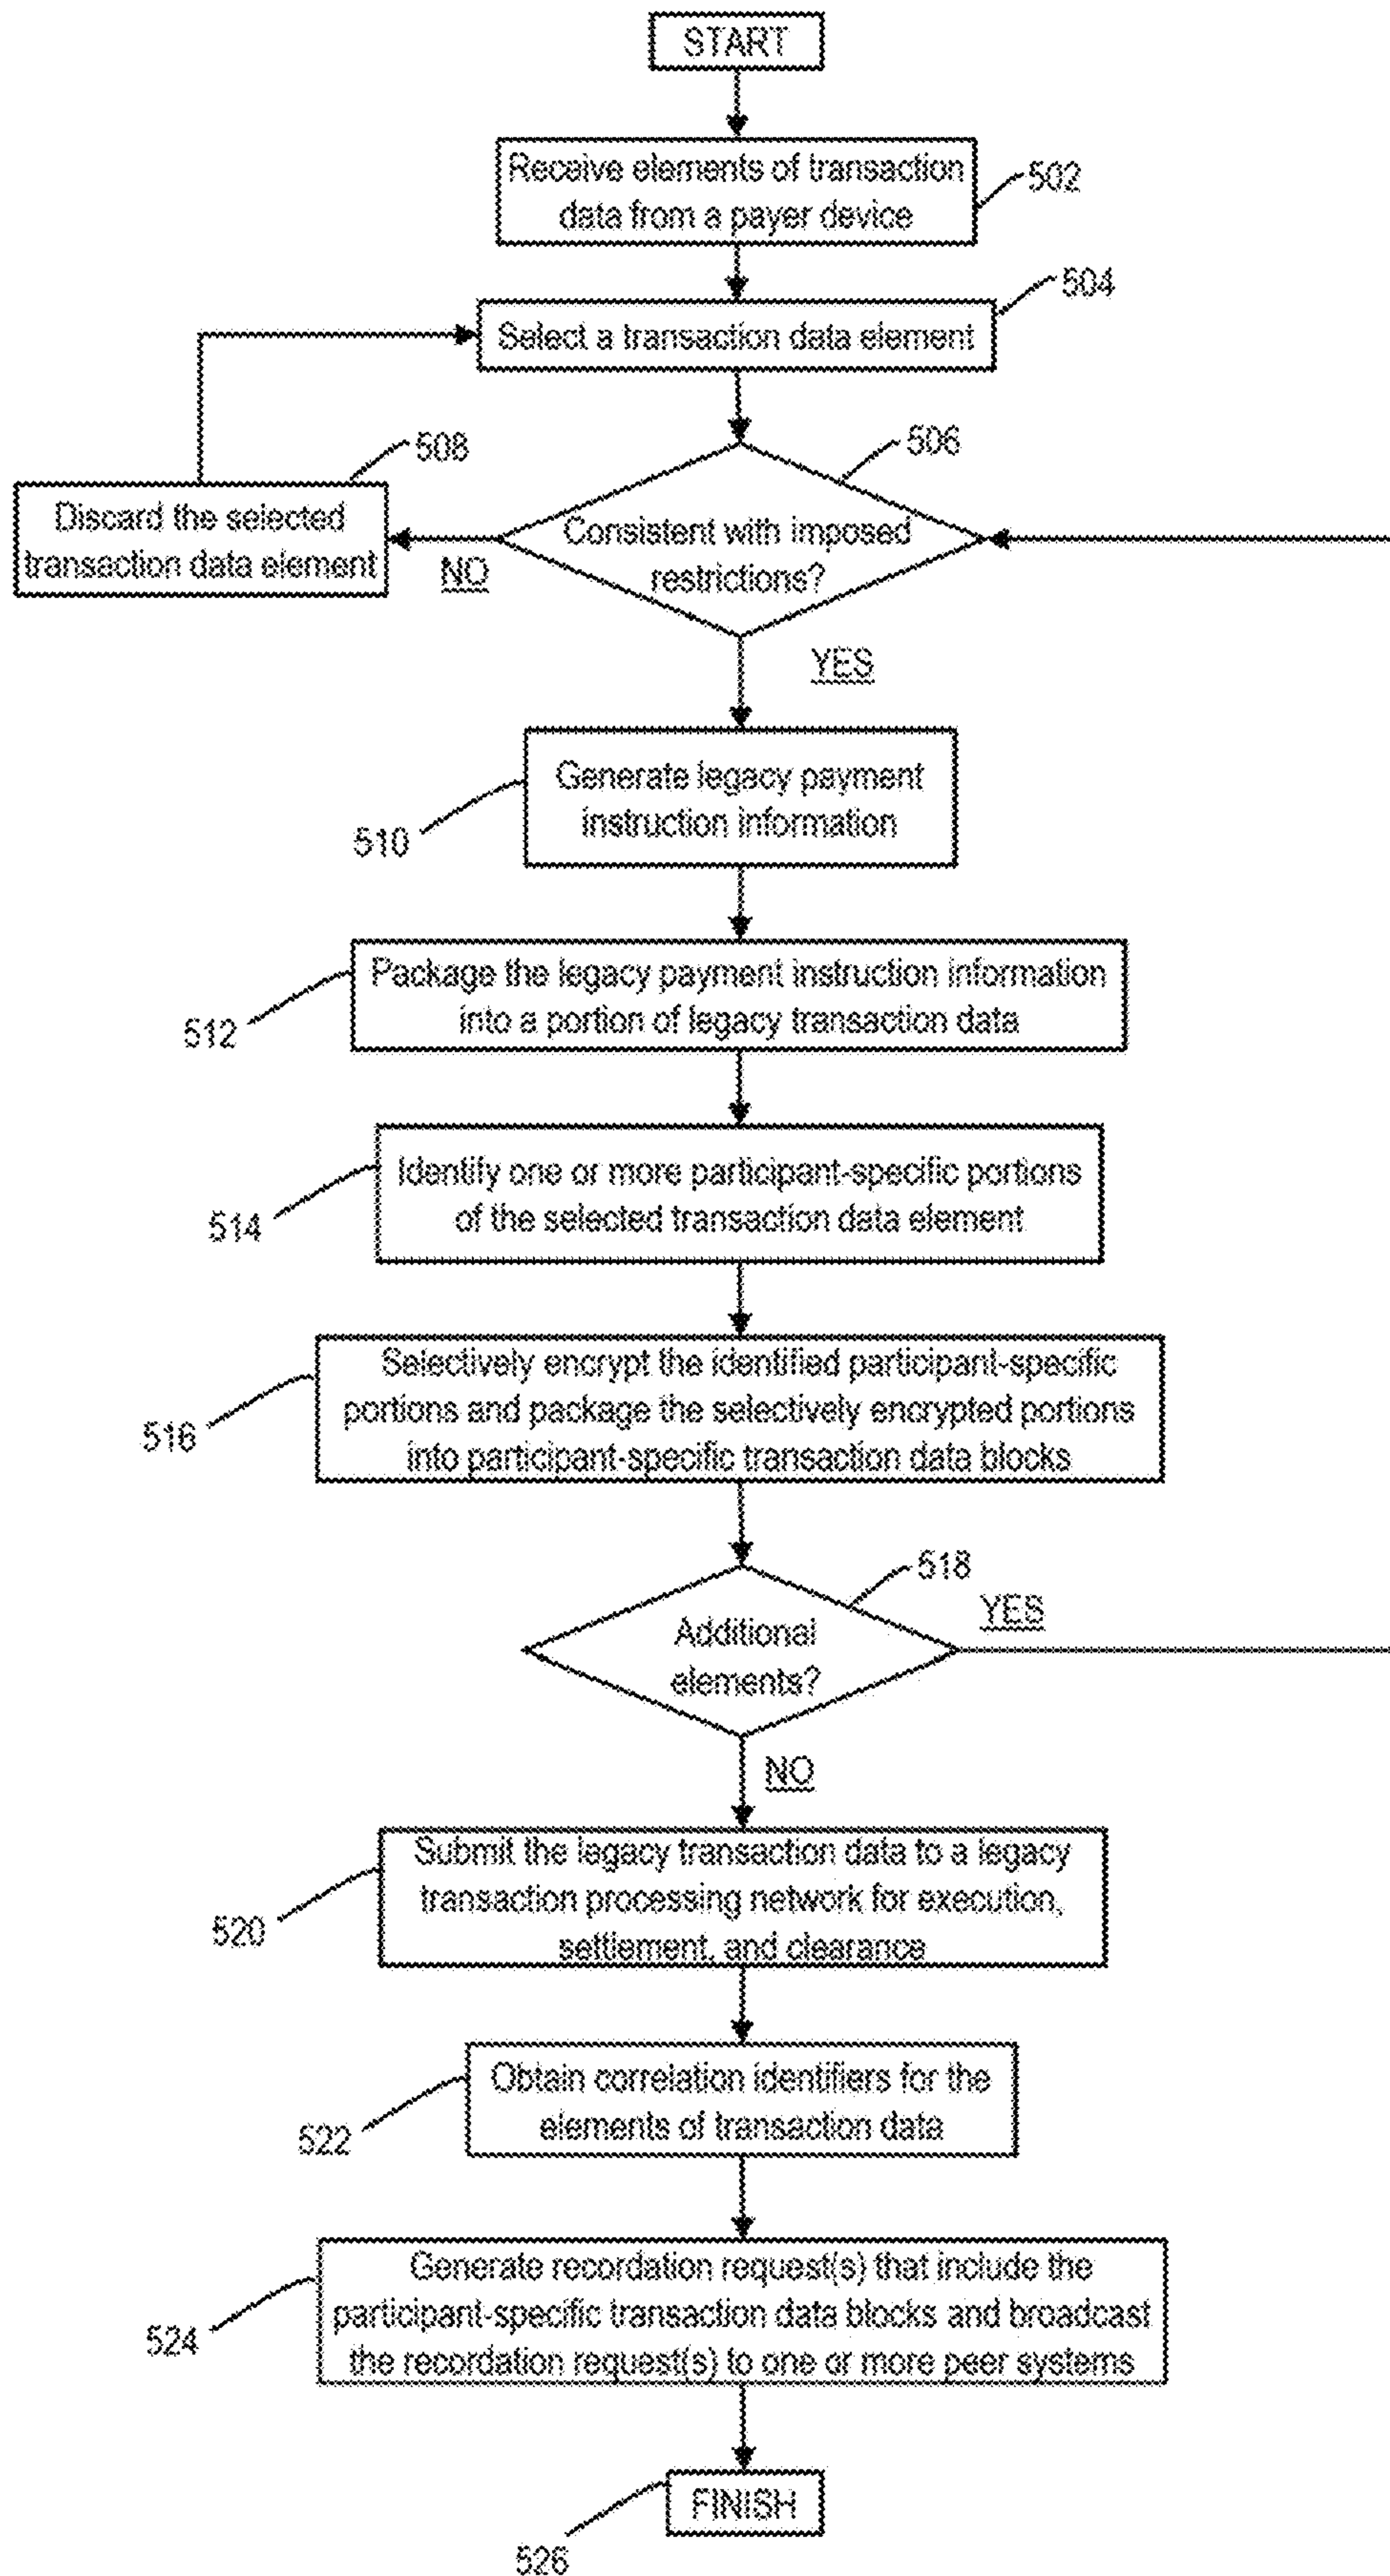 START
Receive elements of transaction
data from a payer device
502
504
Select a transaction data element
506
508
Discard the selected
transaction data element
NO
Consistent with imposed
restrictions?
YES
Generate legacy payment
instruction information
510
Package the legacy payment instruction information
into a portion of legacy transaction data
512
Identify one or more participant-specific portions
of the selected transaction data element
514
Selectively encrypt the identified participant-specific
portions and package the selectively encrypted portions
into participant-specific transaction data blocks
516
518
YES
Additional
elements?
NO
Submit the legacy transaction data to a legacy
transaction processing network for execution,
settlement, and clearance
520
Obtain correlation identifiers for the
elements of transaction data
522
Generate recordation request(s) that include the
participant-specific transaction data blocks and broadcast
the recordation request(s) to one or more peer systems
524
FINISH
526